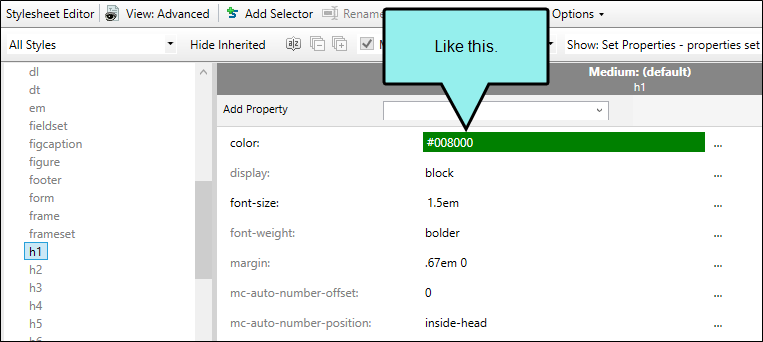 Stylesheet Editor View: Advanced Add Selector Rename Options
All Styles Hide Inherited Show: Set Properties - properties set
Like this.
Medium: (default)
h1
Add Property
dl
dt
em
fieldset
figcaption
figure
footer
form
frame
frameset
h1
h2
h3
h4
h5
color: #008000 ...
display: block ...
font-size: 1.5em ...
font-weight: bolder ...
margin: .67em 0 ...
mc-auto-number-offset: 0 ...
mc-auto-number-position: inside-head ...